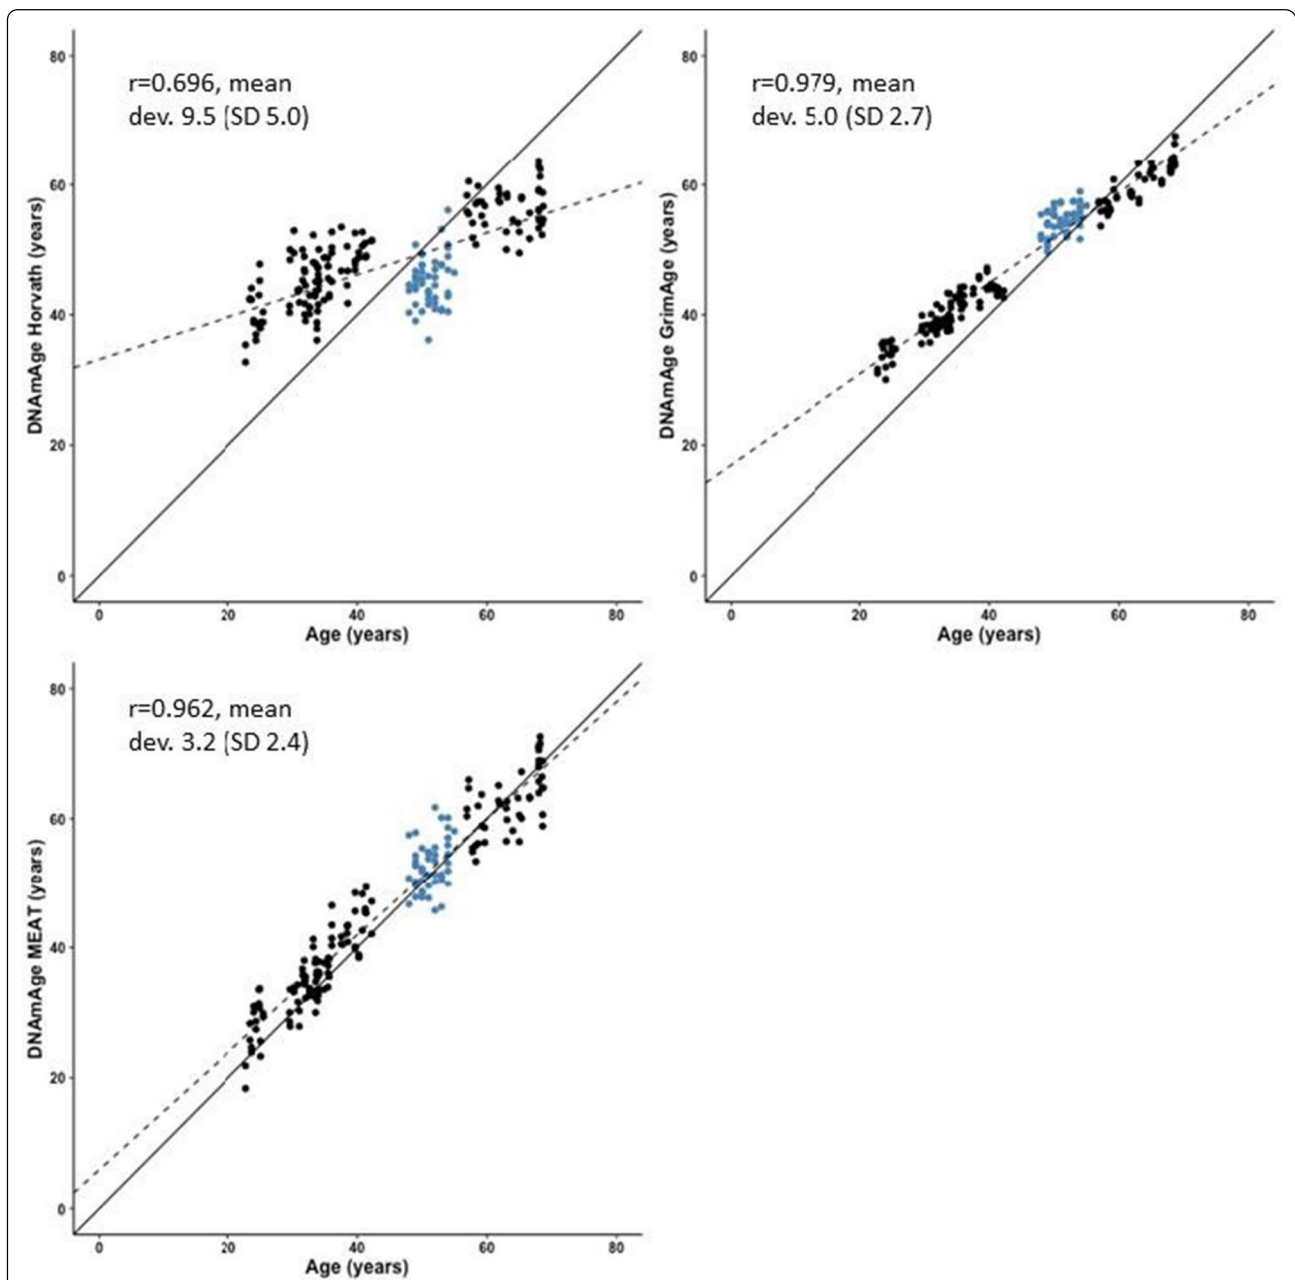 r=0.696, mean
dev. 9.5 (SD 5.0)
DNAmAge Horvath (years)
80
60
40
20
0
0 20 40 60 80
Age (years)
r=0.979, mean
dev. 5.0 (SD 2.7)
DNAmAge GrimAge (years)
80
60
40
20
0
0 20 40 60 80
Age (years)
r=0.962, mean
dev. 3.2 (SD 2.4)
DNAmAge MEAT (years)
80
60
40
20
0
0 20 40 60 80
Age (years)